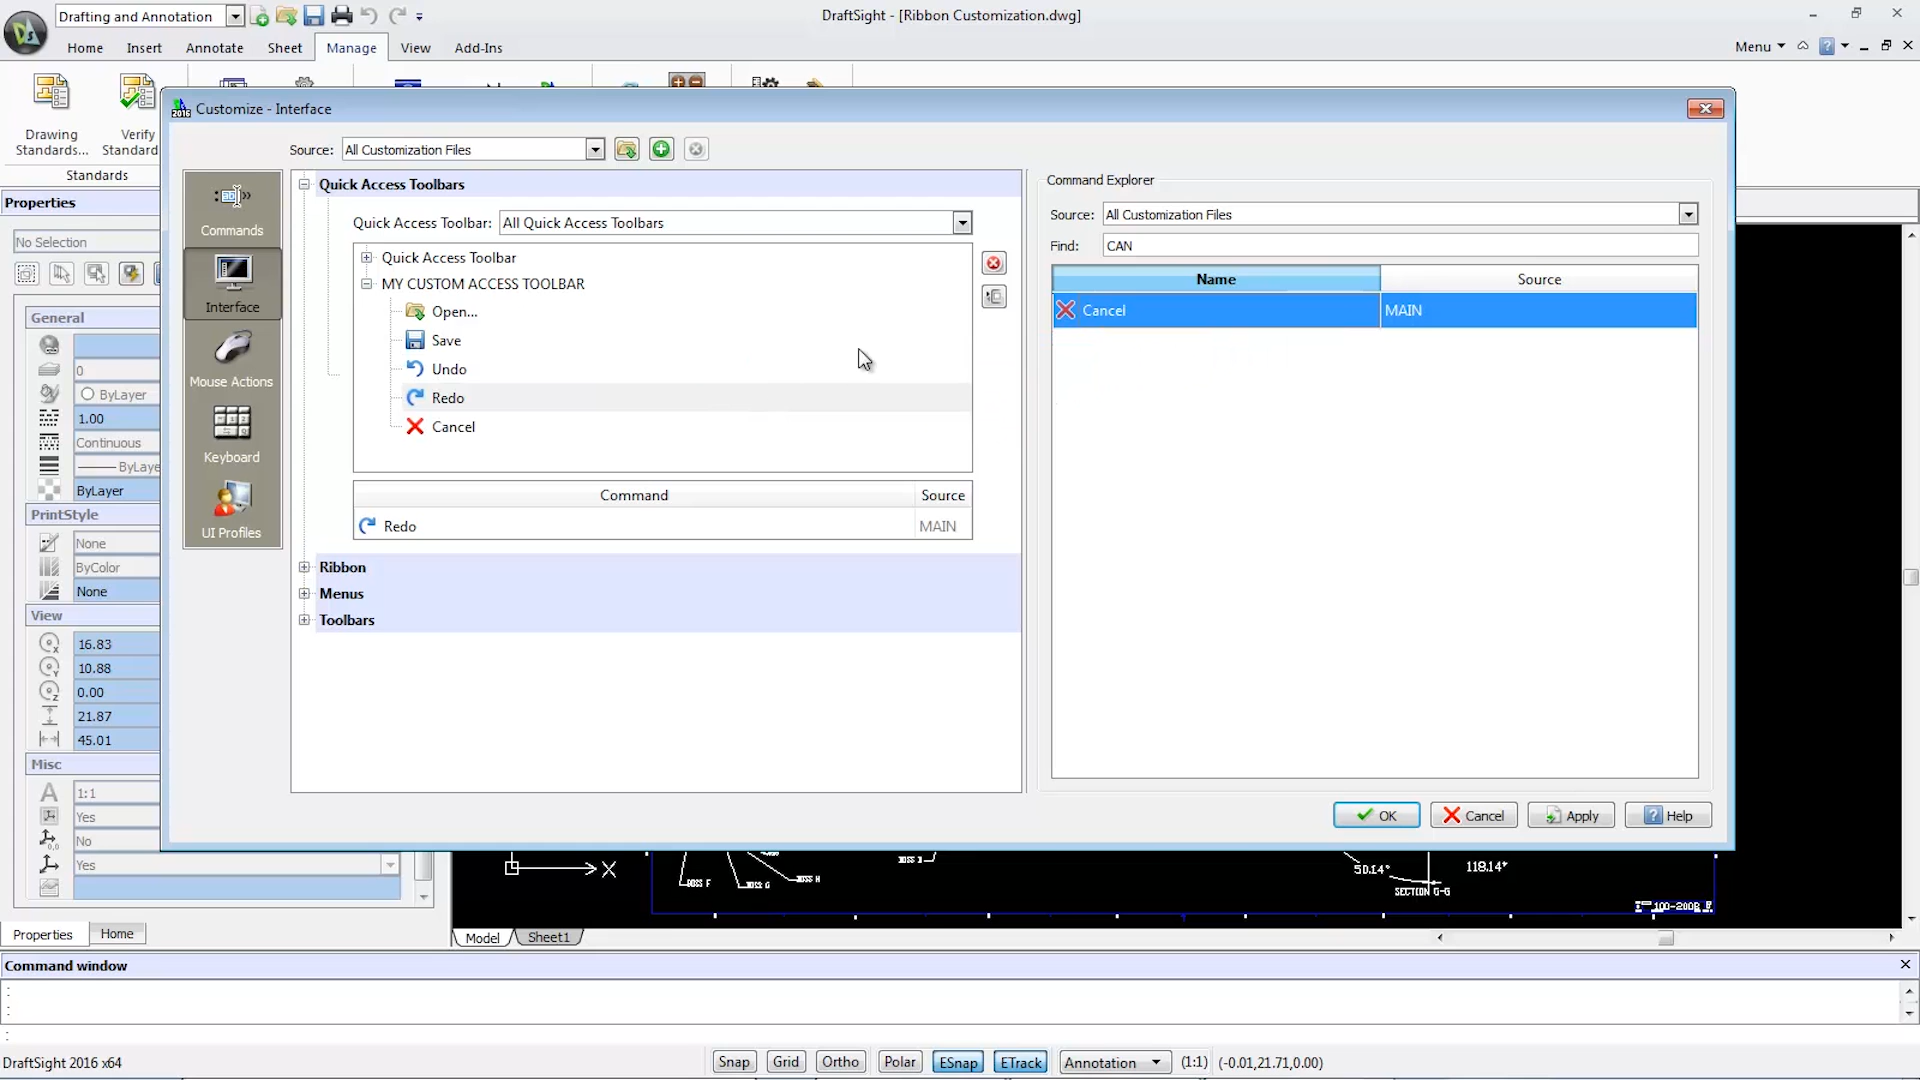 Drafting and Annotation
DraftSight - [Ribbon Customization.dwg]
Home
Insert
Annotate
Sheet
Manage
View
Add-Ins
Menu
Drawing
Standards...
Verify
Standard
Standards
2016
Customize - Interface
Source:
All Customization Files
Commands
Interface
Mouse Actions
Keyboard
UI Profiles
Quick Access Toolbars
Quick Access Toolbar:
All Quick Access Toolbars
Quick Access Toolbar
MY CUSTOM ACCESS TOOLBAR
Open...
Save
Undo
Redo
Cancel
Command
Source
Redo
MAIN
Ribbon
Menus
Toolbars
Command Explorer
Source:
All Customization Files
Find:
CAN
Name
Source
Cancel
MAIN
OK
Cancel
Apply
Help
Properties
No Selection
General
0
ByLayer
1.00
Continuous
ByLaye
ByLayer
PrintStyle
None
ByColor
None
View
16.83
10.88
0.00
21.87
45.01
Misc
1:1
Yes
No
Yes
X
BOSS F
BOSS G
BOSS H
50.14°
118.14°
SECTION G-G
Properties
Home
Model
Sheet1
Command window
:
:
:
DraftSight 2016 x64
Snap
Grid
Ortho
Polar
ESnap
ETrack
Annotation
(1:1)
(-0.01,21.71,0.00)